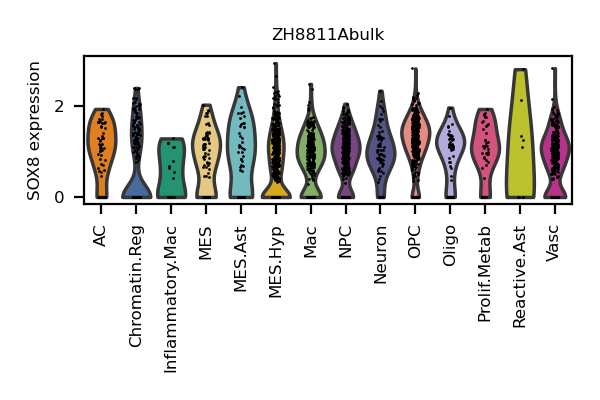 ZH8811Abulk
SOX8 expression
2
0
AC
Chromatin.Reg
Inflammatory.Mac
MES
MES.Ast
MES.Hyp
Mac
NPC
Neuron
OPC
Oligo
Prolif.Metab
Reactive.Ast
Vasc